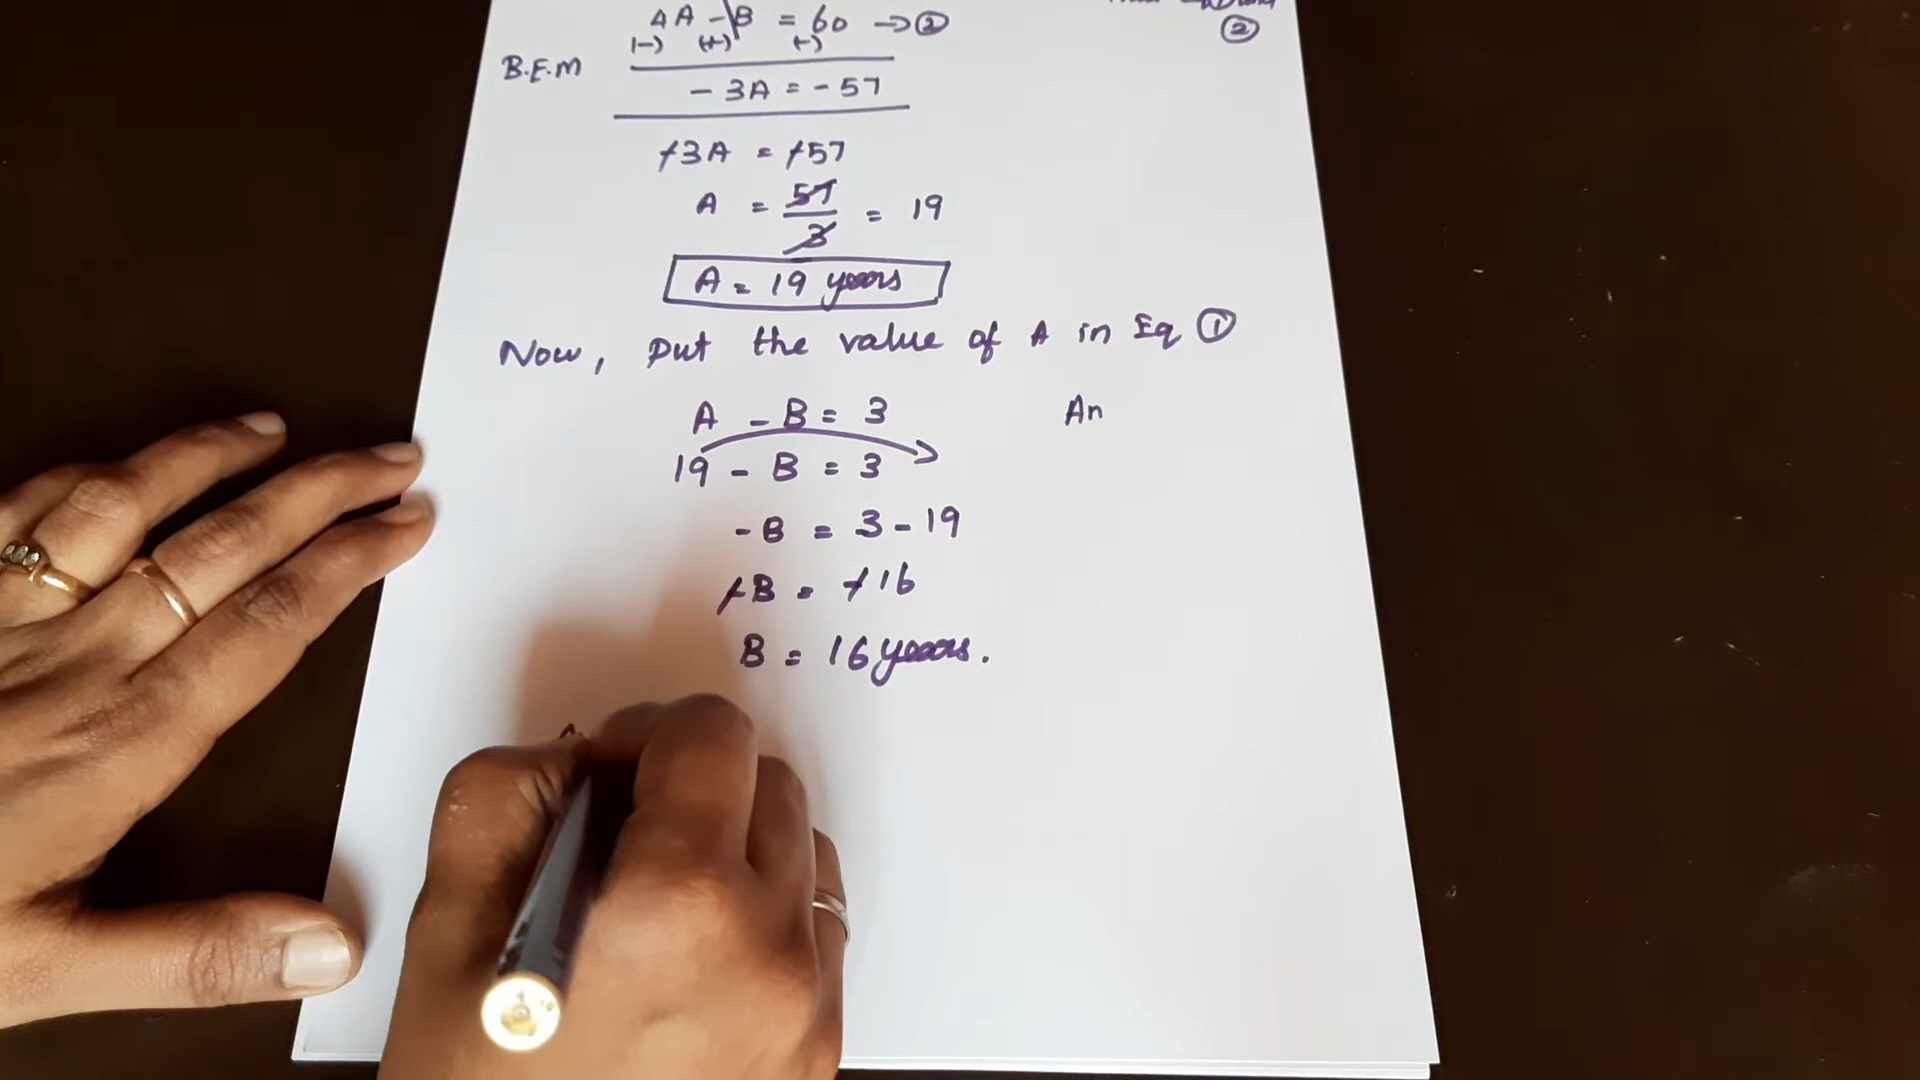 4A - B = 60 → ②
②
(-) (+) (-)
B.E.M
- 3A = - 57
-3A = -57
A = 57/3 = 19
A = 19 years
Now, put the value of A in Eq ①
A - B = 3
An
19 - B = 3
- B = 3 - 19
-B = -16
B = 16 years.